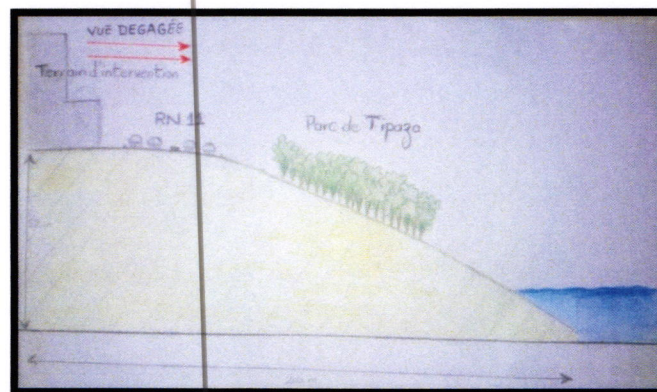 VUE DEGAGÉE
Terrain d'intervention
RN 11
Parc de Tipaza